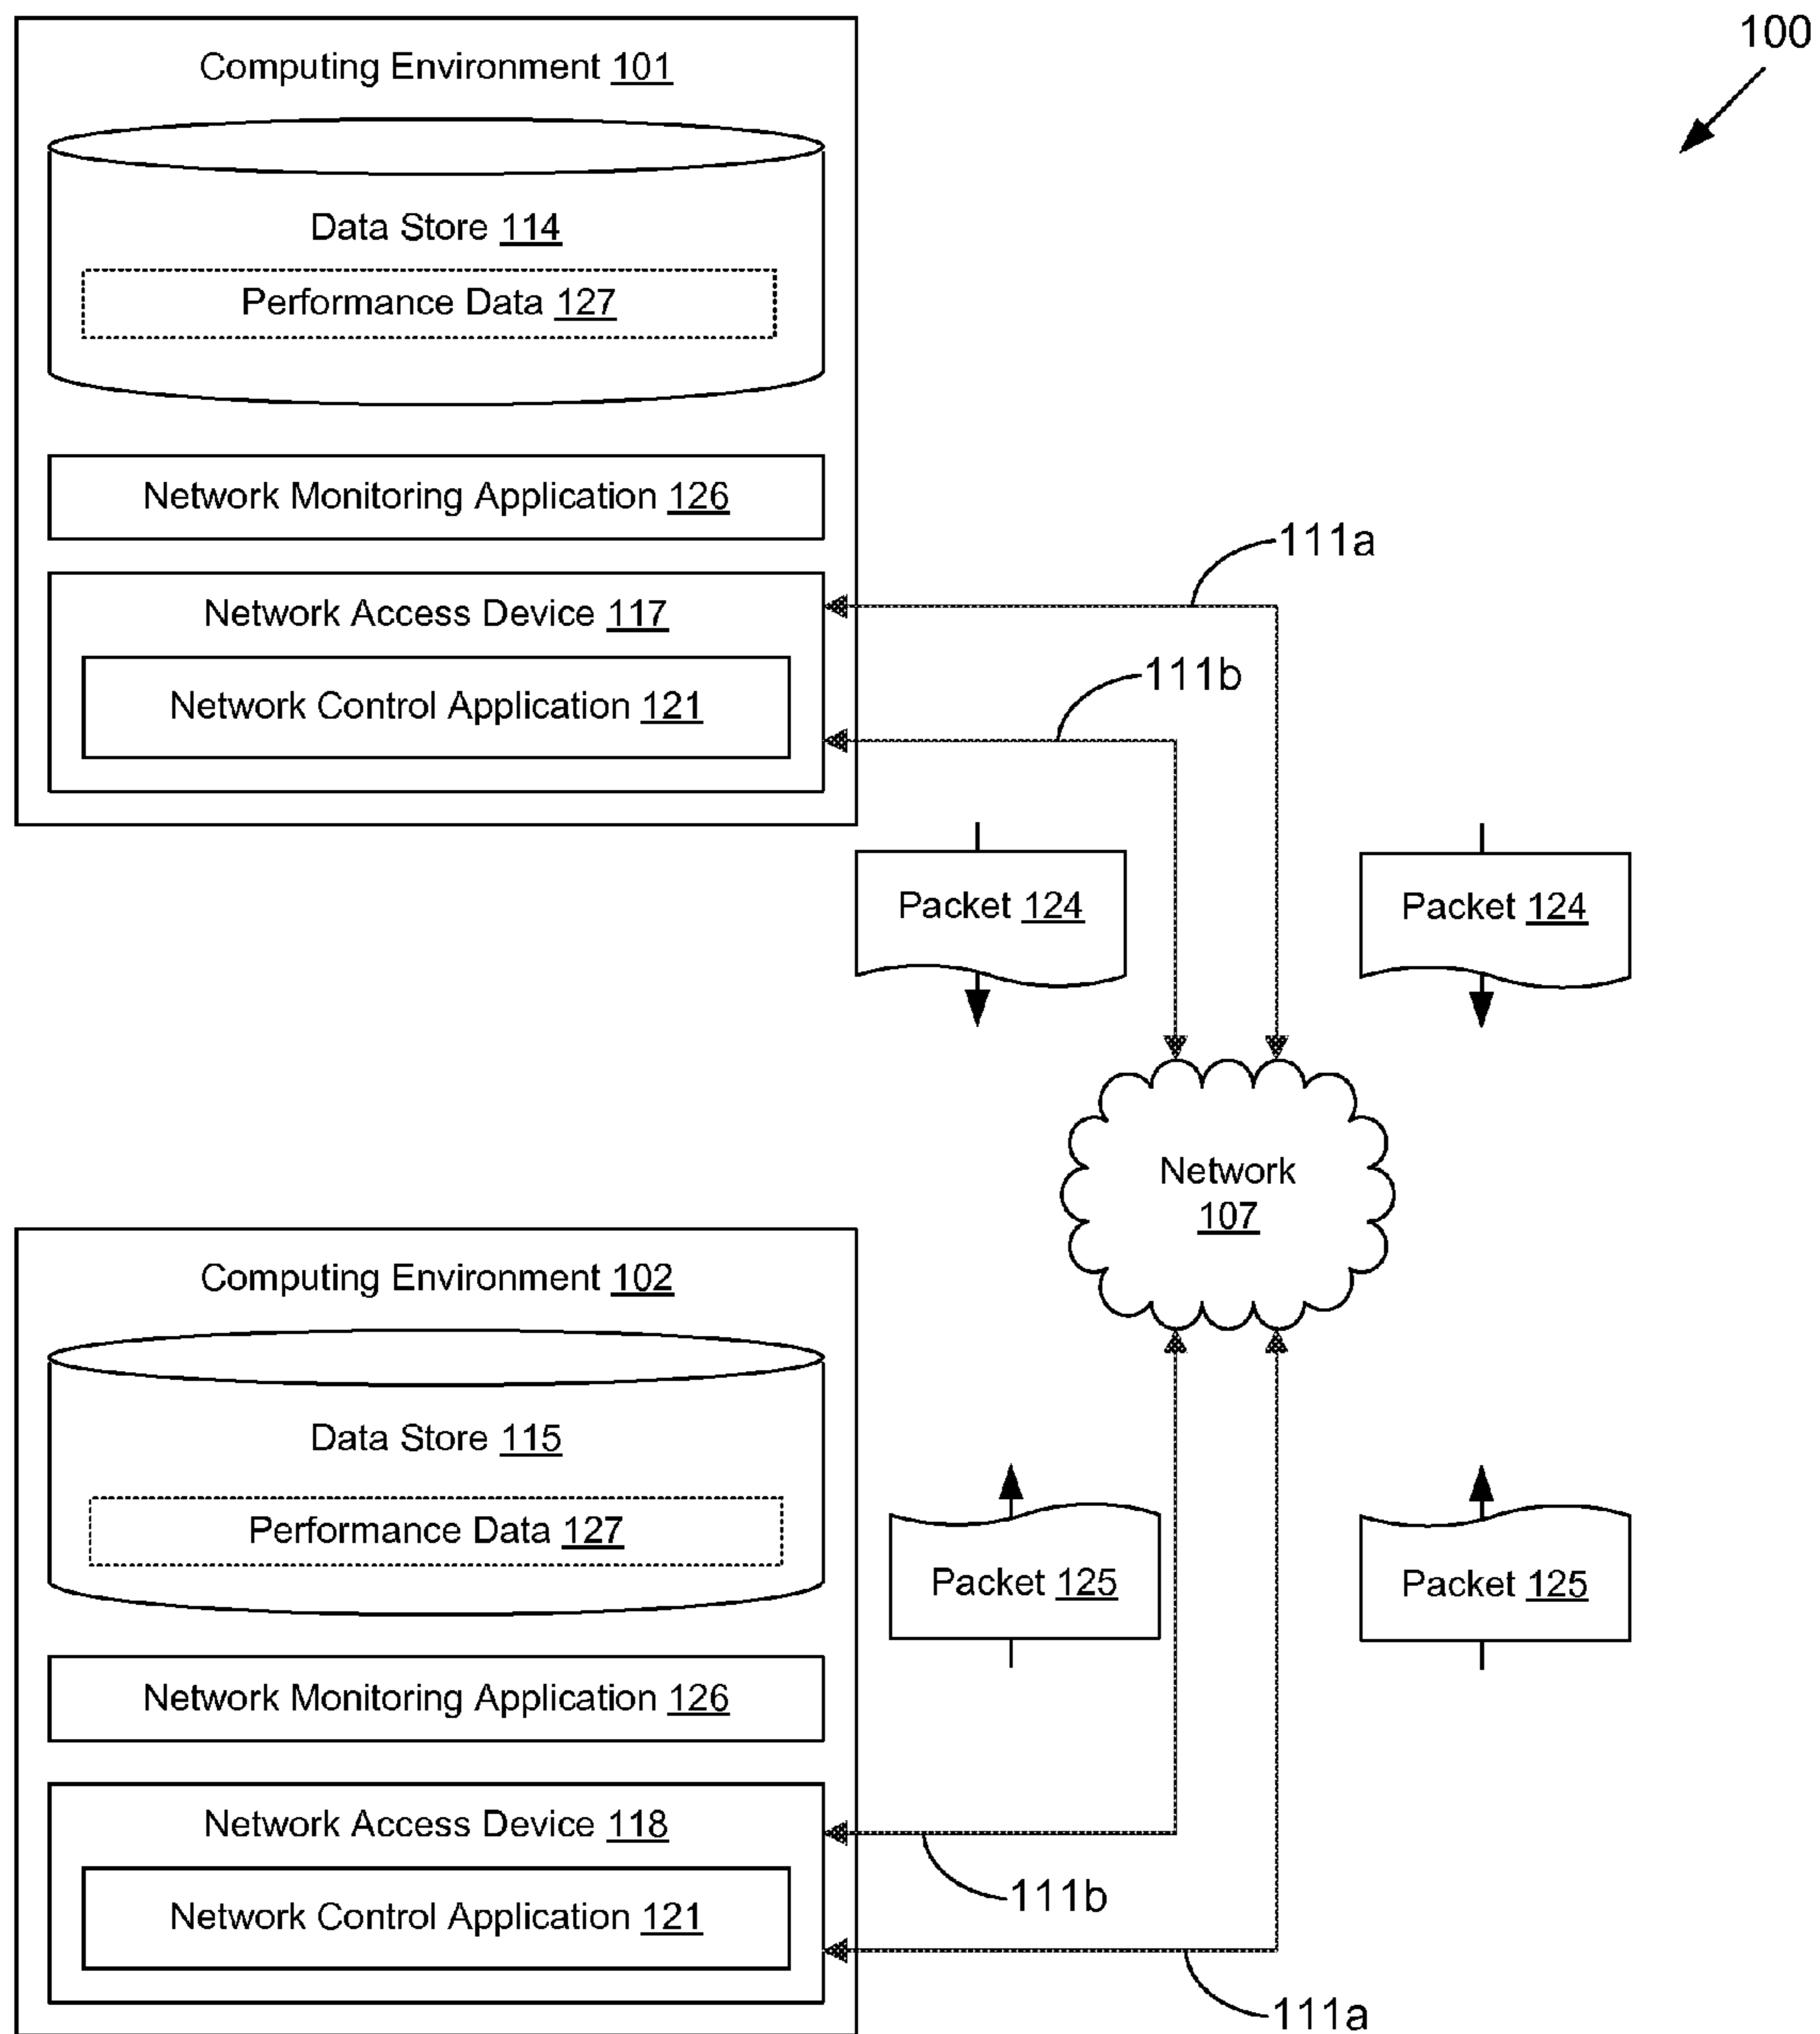 100
Computing Environment 101
Data Store 114
Performance Data 127
Network Monitoring Application 126
111a
Network Access Device 117
111b
Network Control Application 121
Packet 124
Packet 124
Network
107
Computing Environment 102
Data Store 115
Performance Data 127
Packet 125
Packet 125
Network Monitoring Application 126
Network Access Device 118
111b
Network Control Application 121
111a